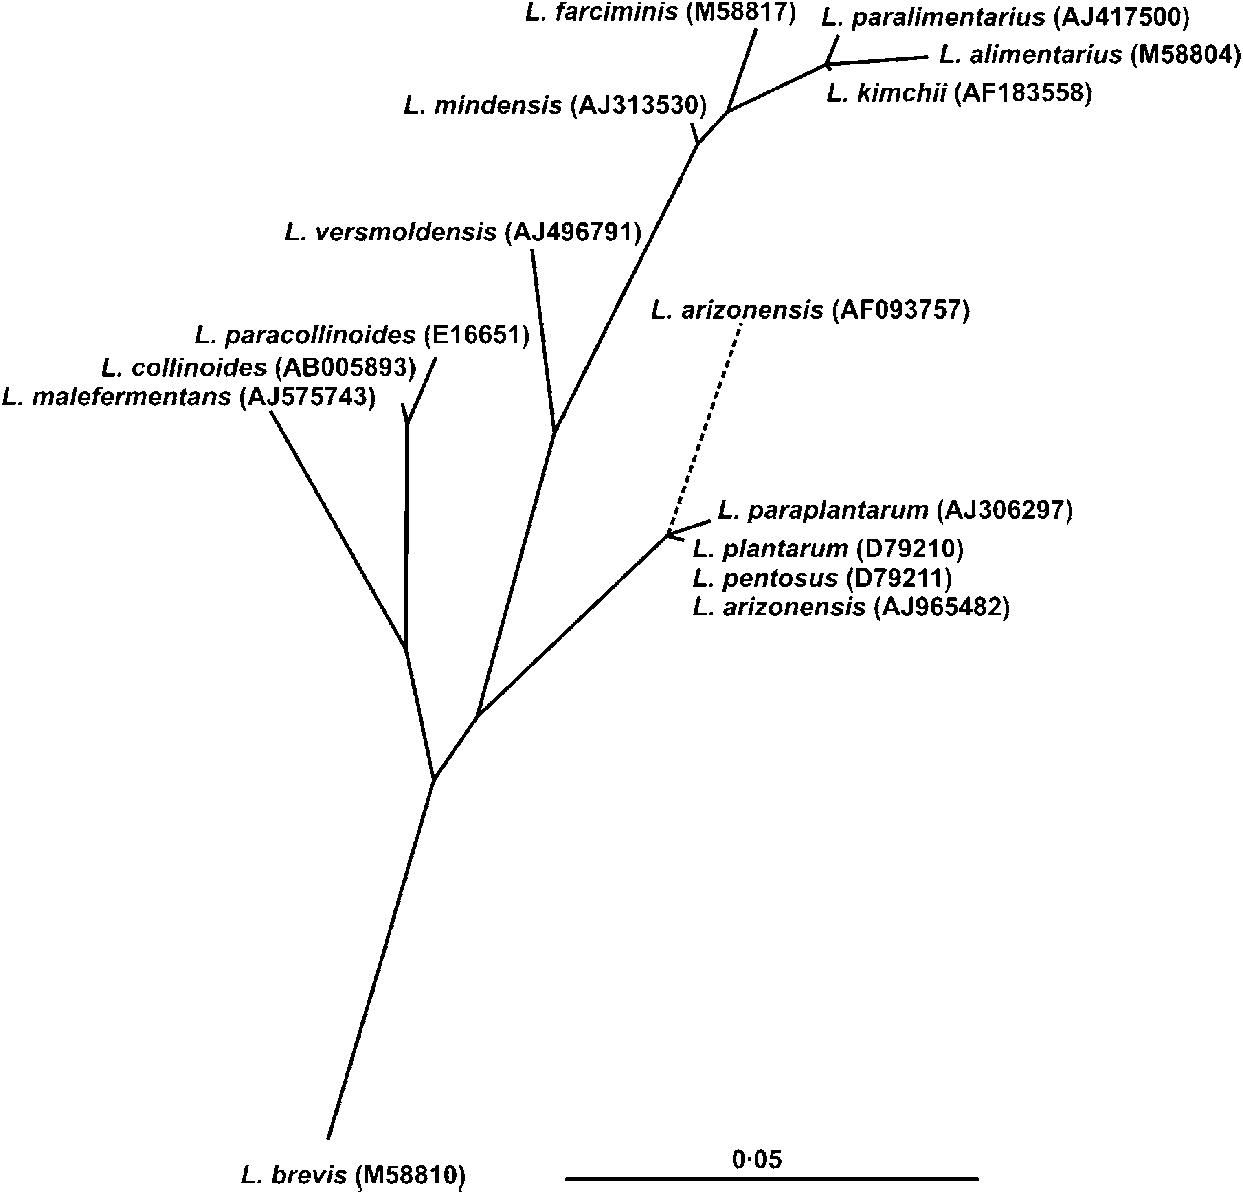 L. farciminis (M58817)
L. paralimentarius (AJ417500)
L. alimentarius (M58804)
L. kimchii (AF183558)
L. mindensis (AJ313530)
L. versmoldensis (AJ496791)
L. arizonensis (AF093757)
L. paracollinoides (E16651)
L. collinoides (AB005893)
L. malefermentans (AJ575743)
L. paraplantarum (AJ306297)
L. plantarum (D79210)
L. pentosus (D79211)
L. arizonensis (AJ965482)
0·05
L. brevis (M58810)